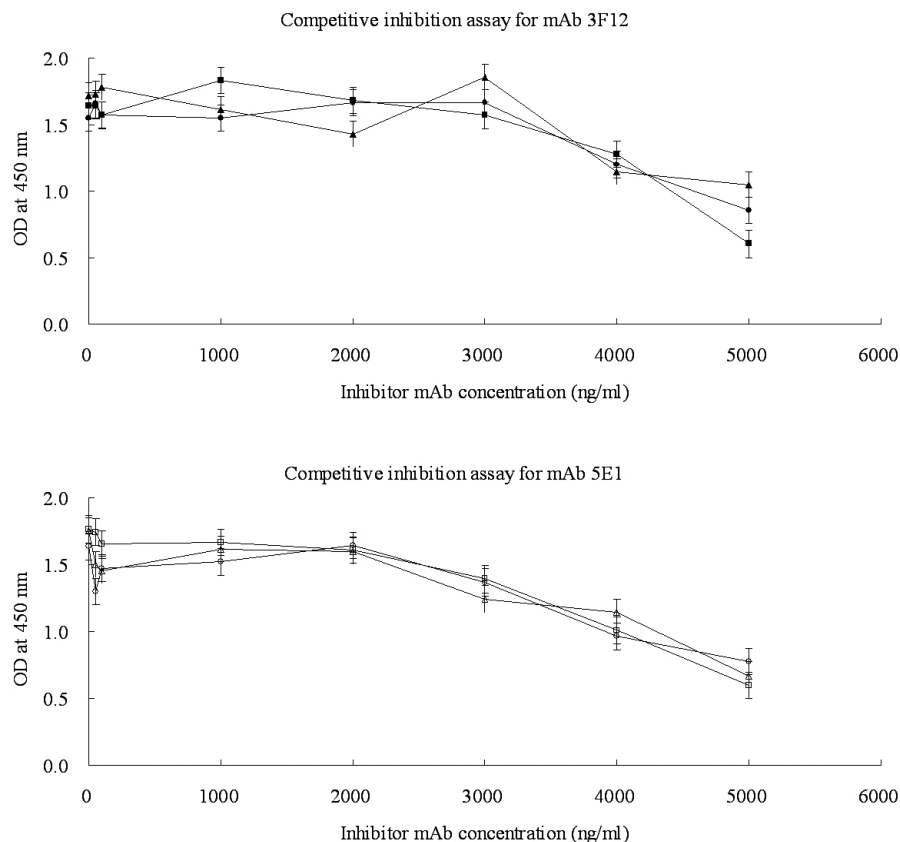 Competitive inhibition assay for mAb 3F12
2.0
1.5
1.0
0.5
0.0
OD at 450 nm
0 1000 2000 3000 4000 5000 6000
Inhibitor mAb concentration (ng/ml)
Competitive inhibition assay for mAb 5E1
2.0
1.5
1.0
0.5
0.0
OD at 450 nm
0 1000 2000 3000 4000 5000 6000
Inhibitor mAb concentration (ng/ml)